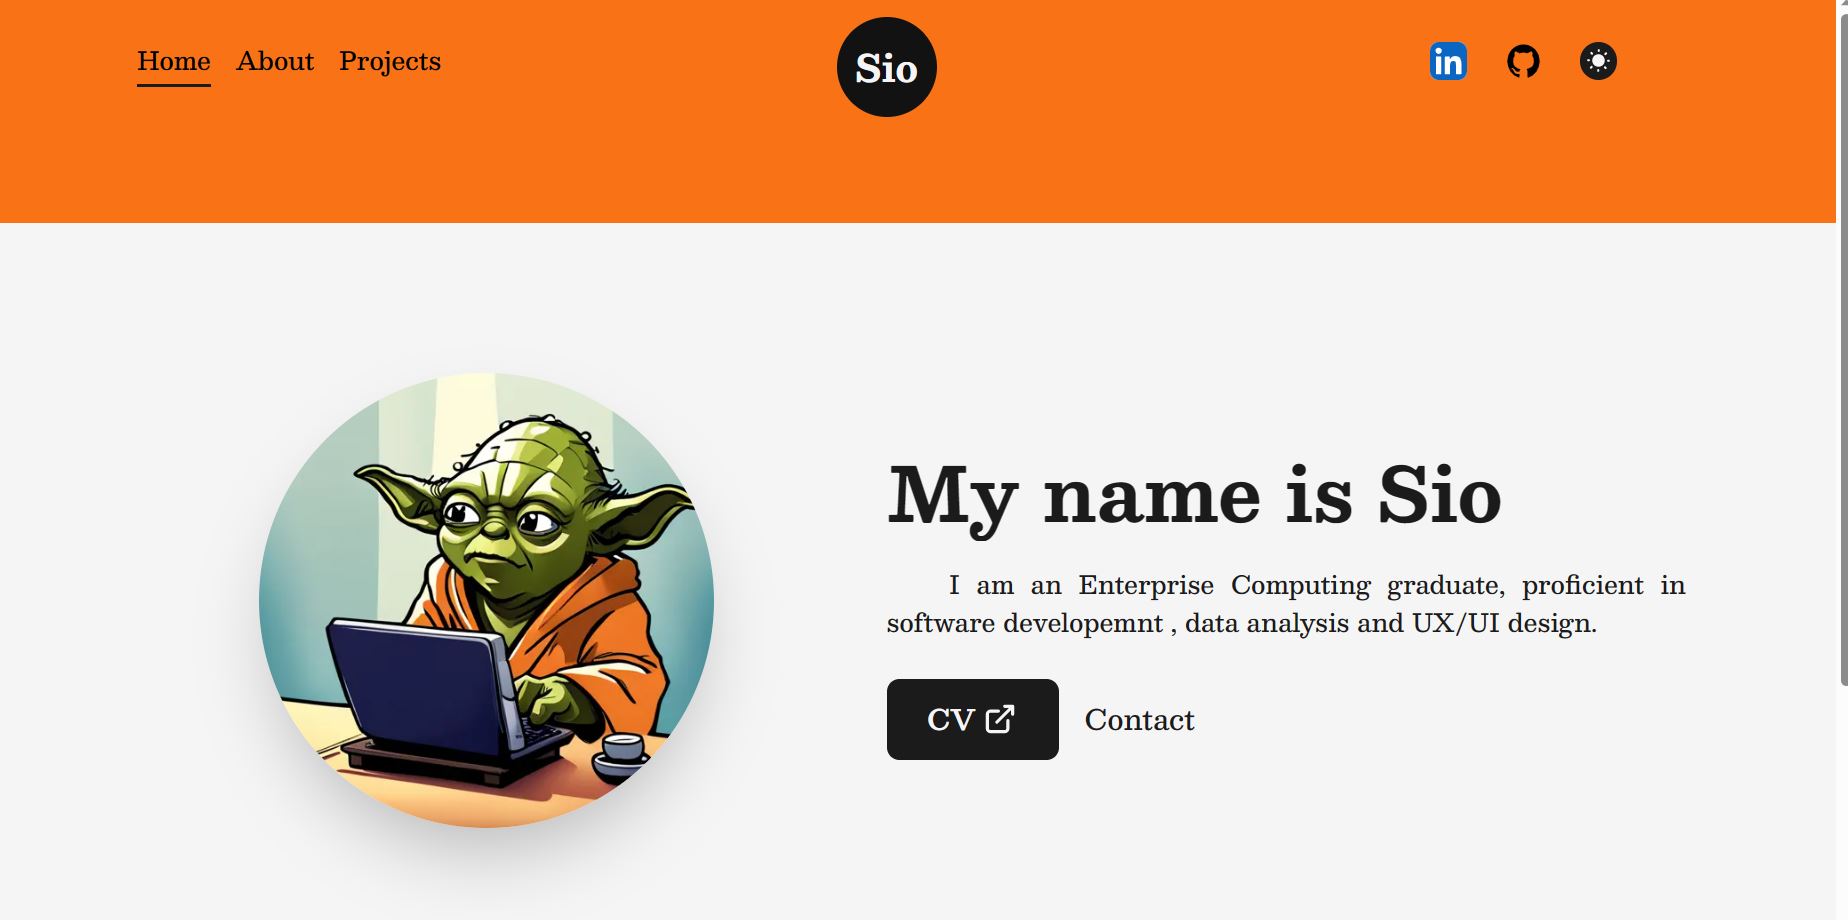 Home About Projects
Sio
in
My name is Sio
I am an Enterprise Computing graduate, proficient in
software developemnt , data analysis and UX/UI design.
CV
Contact